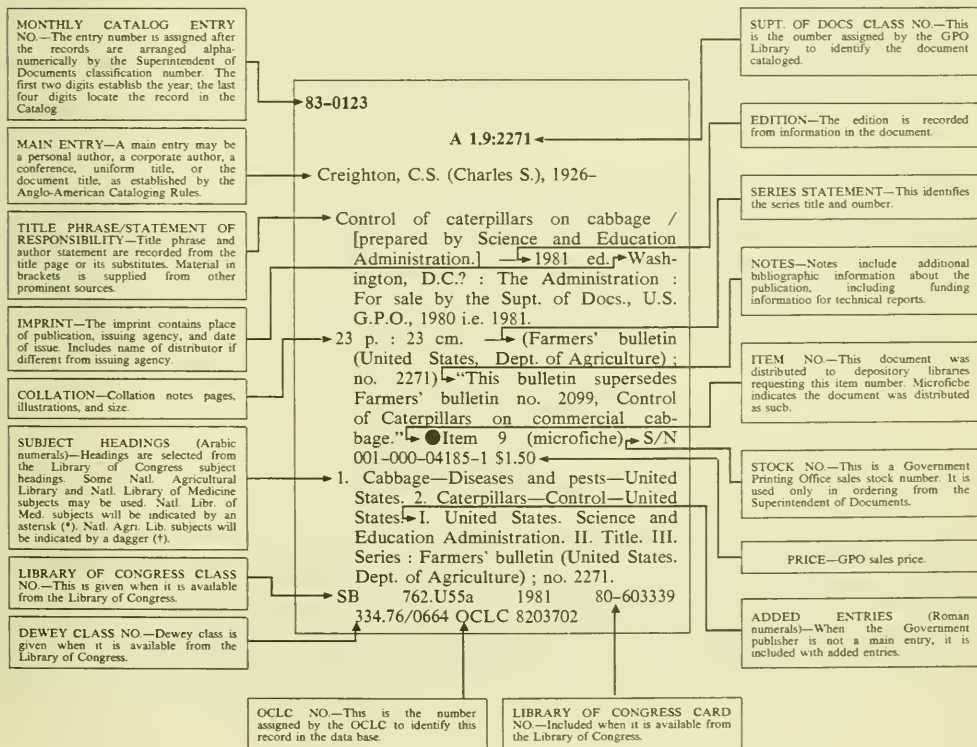 MONTHLY CATALOG ENTRY
NO.—The entry number is assigned after
the records are arranged alpha-
numerically by the Superintendent of
Documents classification number. The
first two digits establisb the year; the last
four digits locate the record in the
Catalog
MAIN ENTRY—A main entry may be
a personal author, a corporate author, a
conference, uniform title, or the
document title, as established by the
Anglo-American Cataloging Rules.
TITLE PHRASE/STATEMENT OF
RESPONSIBILITY—Title phrase and
author statement are recorded from the
title page or its substitutes. Material in
brackets is supplied from other
prominent sources.
IMPRINT—The imprint contains place
of publication, issuing agency, and date
of issue. Includes name of distributor if
different from issuing agency.
COLLATION—Collation notes pages,
illustrations, and size.
SUBJECT HEADINGS (Arabic
numerals)—Headings are selected from
the Library of Congress subject
headings. Some Natl. Agricultural
Library and Natl. Library of Medicine
subjects may be used. Natl. Libr. of
Med. subjects will be indicated by an
asterisk (*). Natl. Agri. Lib. subjects will
be indicated by a dagger (†).
LIBRARY OF CONGRESS CLASS
NO.—This is given when it is available
from the Library of Congress.
DEWEY CLASS NO.—Dewey class is
given when it is available from the
Library of Congress.
83-0123
A 1.9:2271
Creighton, C.S. (Charles S.), 1926–
Control of caterpillars on cabbage /
[prepared by Science and Education
Administration.] — 1981 ed. Wash-
ington, D.C.? : The Administration :
For sale by the Supt. of Docs., U.S.
G.P.O., 1980 i.e. 1981.
23 p. : 23 cm. — (Farmers' bulletin
(United States, Dept. of Agriculture) ;
no. 2271) “This bulletin supersedes
Farmers' bulletin no. 2099, Control
of Caterpillars on commercial cab-
bage.” ●Item 9 (microfiche) S/N
001-000-04185-1 $1.50
1. Cabbage—Diseases and pests—United
States. 2. Caterpillars—Control—United
States. I. United States. Science and
Education Administration. II. Title. III.
Series : Farmers' bulletin (United States.
Dept. of Agriculture) ; no. 2271.
SB 762.U55a 1981 80-603339
334.76/0664 OCLC 8203702
SUPT. OF DOCS CLASS NO.—This
is the oumber assigned by the GPO
Library to identify the document
cataloged.
EDITION—The edition is recorded
from information in the document.
SERIES STATEMENT—This identifies
the series title and oumber.
NOTES—Notes include additional
bibliographic information about the
publication, including funding
informatioo for technical reports.
ITEM NO.—This document was
distributed to depository libraries
requesting this item number. Microficbe
indicates the document was distributed
as sucb.
STOCK NO.—This is a Government
Printing Office sales stock number. It is
used only in ordering from the
Superintendent of Documents.
PRICE—GPO sales price.
ADDED ENTRIES (Roman
numerals)—When the Government
publisher is not a main entry, it is
included with added entries.
OCLC NO.—This is the number
assigned by the OCLC to identify this
record in the data base.
LIBRARY OF CONGRESS CARD
NO.—Included when it is available from
the Library of Congress.